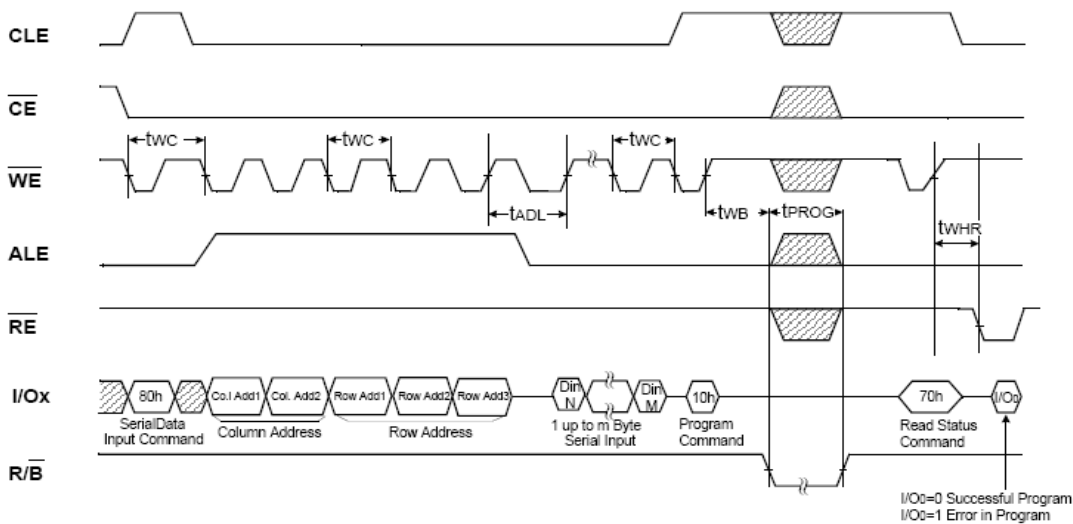 CLE
CE
tWC
tWC
tWC
WE
tADL
tWB
tPROG
tWHR
ALE
RE
I/Ox
80h
Co.l Add1
Col. Add2
Row Add1
Row Add2
Row Add3
Din
N
Din
M
10h
70h
I/O0
SerialData
Input Command
Column Address
Row Address
1 up to m Byte
Serial Input
Program
Command
Read Status
Command
R/B
I/O0=0 Successful Program
I/O0=1 Error in Program